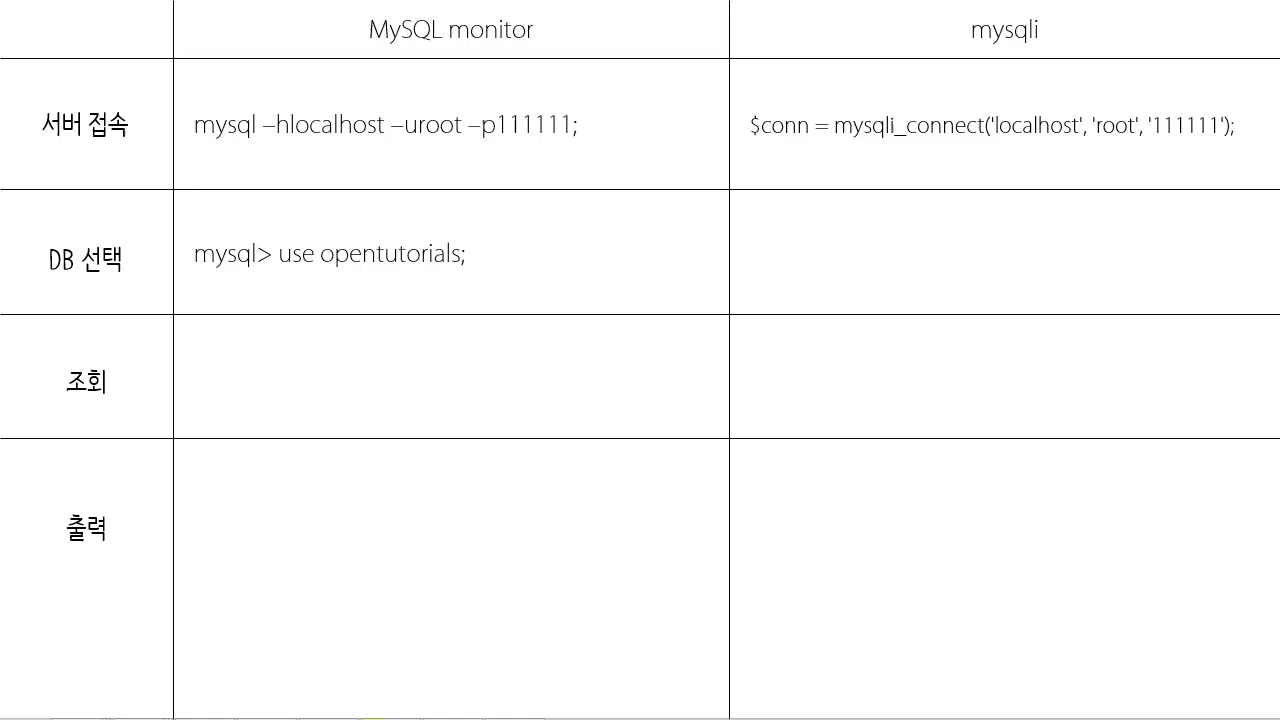 MySQL monitor
mysqli
서버 접속
mysql –hlocalhost –uroot –p111111;
$conn = mysqli_connect('localhost', 'root', '111111');
DB 선택
mysql> use opentutorials;
조회
출력